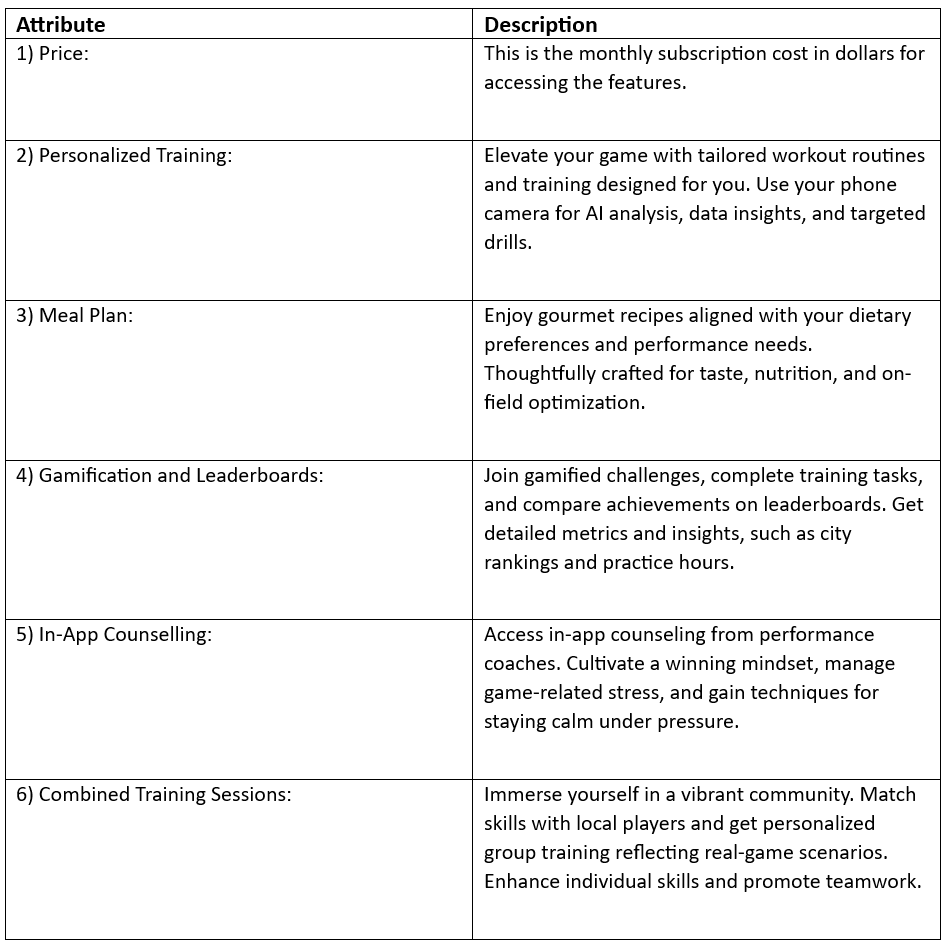 Attribute
Description
1) Price:
This is the monthly subscription cost in dollars for
accessing the features.
2) Personalized Training:
Elevate your game with tailored workout routines
and training designed for you. Use your phone
camera for AI analysis, data insights, and targeted
drills.
3) Meal Plan:
Enjoy gourmet recipes aligned with your dietary
preferences and performance needs.
Thoughtfully crafted for taste, nutrition, and on-
field optimization.
4) Gamification and Leaderboards:
Join gamified challenges, complete training tasks,
and compare achievements on leaderboards. Get
detailed metrics and insights, such as city
rankings and practice hours.
5) In-App Counselling:
Access in-app counseling from performance
coaches. Cultivate a winning mindset, manage
game-related stress, and gain techniques for
staying calm under pressure.
6) Combined Training Sessions:
Immerse yourself in a vibrant community. Match
skills with local players and get personalized
group training reflecting real-game scenarios.
Enhance individual skills and promote teamwork.